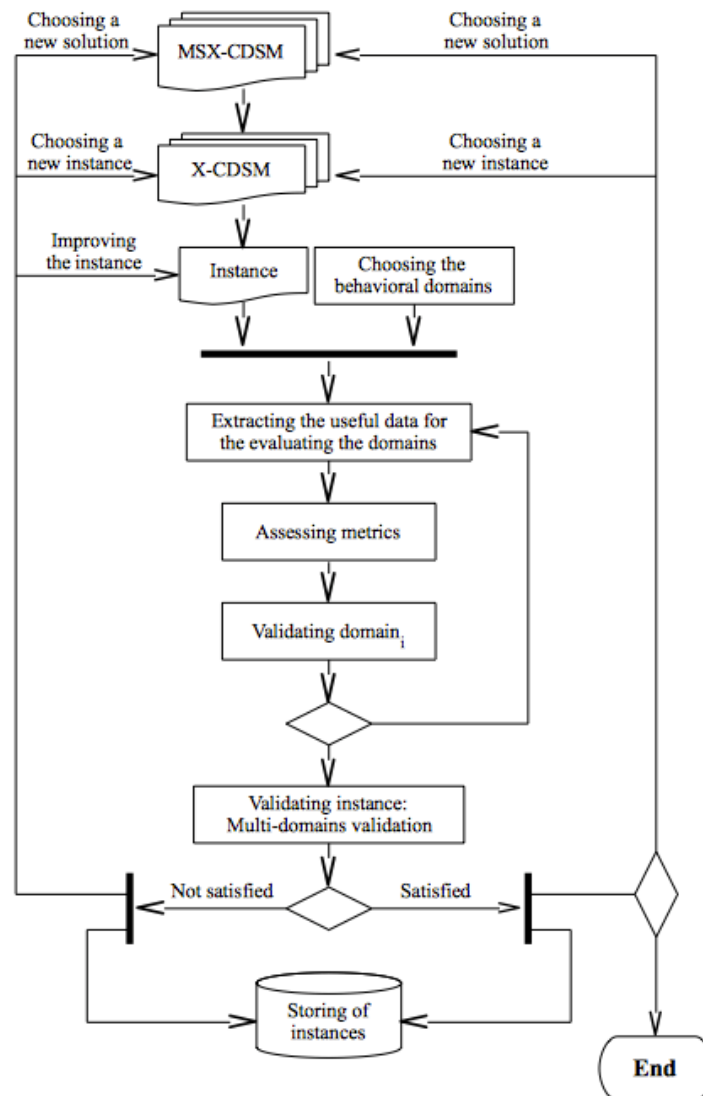 Choosing a
new solution
MSX-CDSM
Choosing a
new solution
Choosing a
new instance
X-CDSM
Choosing a
new instance
Improving
the instance
Instance
Choosing the
behavioral domains
Extracting the useful data for
the evaluating the domains
Assessing metrics
Validating domain i
Validating instance:
Multi-domains validation
Not satisfied
Satisfied
Storing of
instances
End